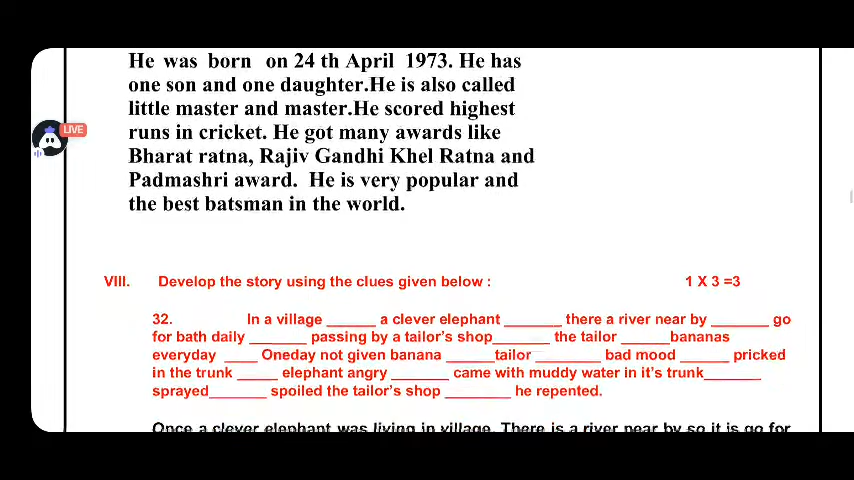 He was born on 24 th April 1973. He has
one son and one daughter.He is also called
little master and master.He scored highest
runs in cricket. He got many awards like
Bharat ratna, Rajiv Gandhi Khel Ratna and
Padmashri award. He is very popular and
the best batsman in the world.
LIVE
VIII. Develop the story using the clues given below : 1 X 3 =3
32. In a village ______ a clever elephant _______ there a river near by _______ go
for bath daily _______ passing by a tailor's shop_______ the tailor ______bananas
everyday ____ Oneday not given banana ______tailor ________ bad mood ______ pricked
in the trunk _____ elephant angry _______ came with muddy water in it's trunk_______
sprayed_______ spoiled the tailor's shop ________ he repented.
Once a clever elephant was living in village. There is a river near by so it is go for